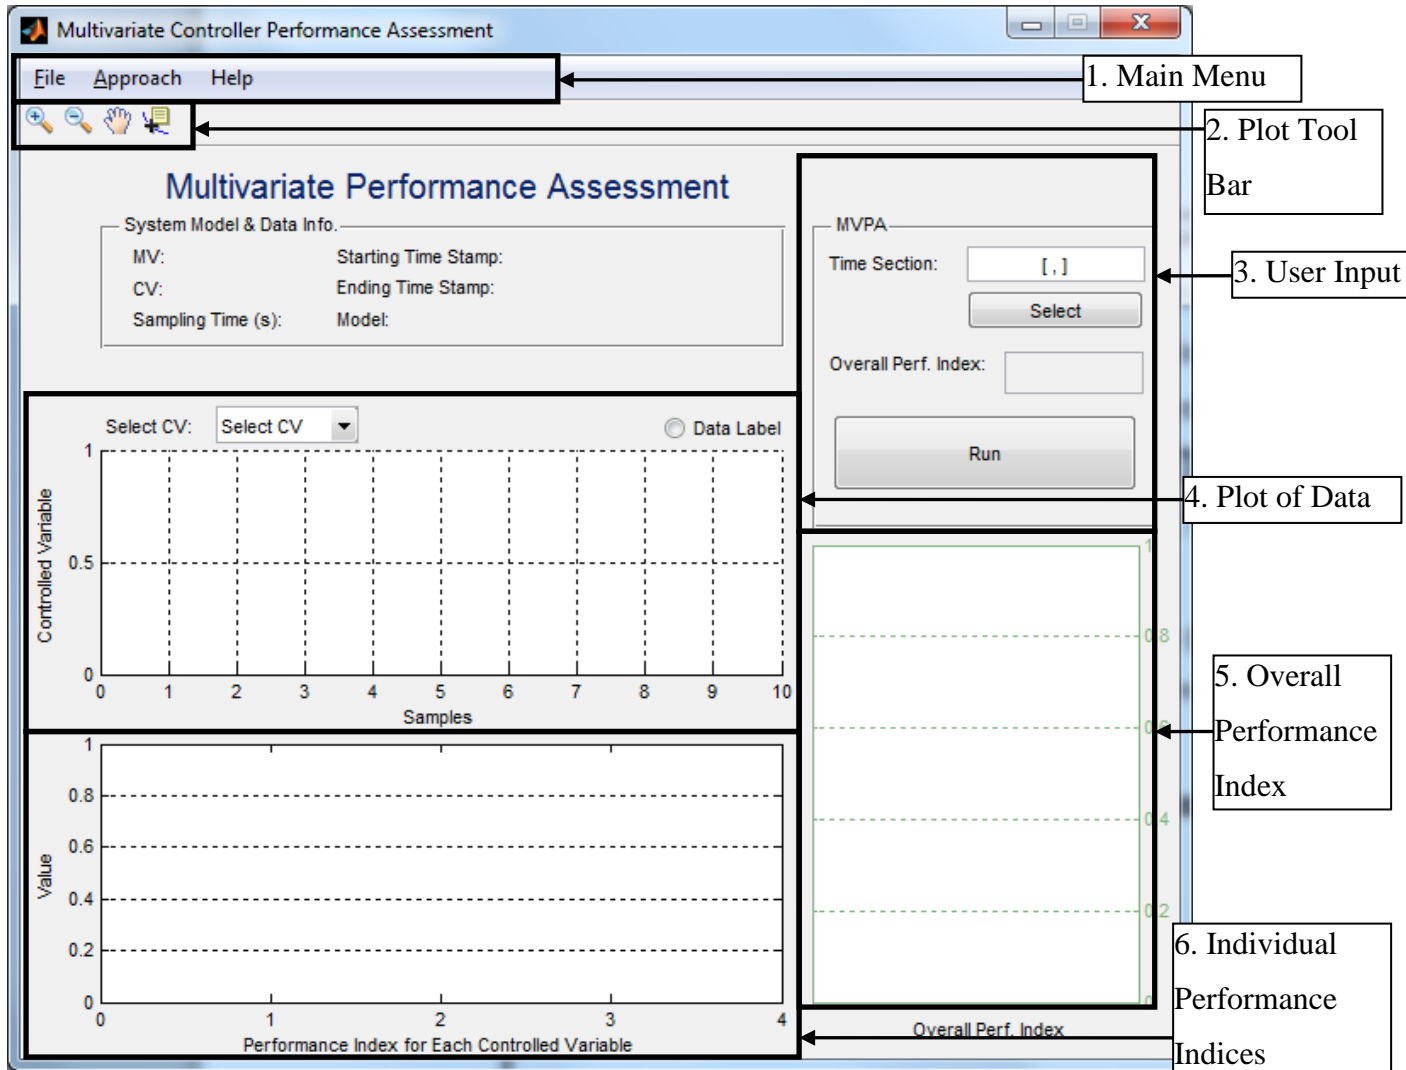 Multivariate Controller Performance Assessment
File Approach Help
1. Main Menu
2. Plot Tool
Bar
Multivariate Performance Assessment
System Model & Data Info.
MV: Starting Time Stamp:
CV: Ending Time Stamp:
Sampling Time (s): Model:
MVPA
Time Section: [ , ]
Select
Overall Perf. Index:
Run
3. User Input
Select CV: Select CV Data Label
4. Plot of Data
Controlled Variable
1
0.5
0
0 1 2 3 4 5 6 7 8 9 10
Samples
1
0.8
0.6
0.4
0.2
0
Overall Perf. Index
5. Overall
Performance
Index
Value
1
0.8
0.6
0.4
0.2
0
0 1 2 3 4
Performance Index for Each Controlled Variable
6. Individual
Performance
Indices